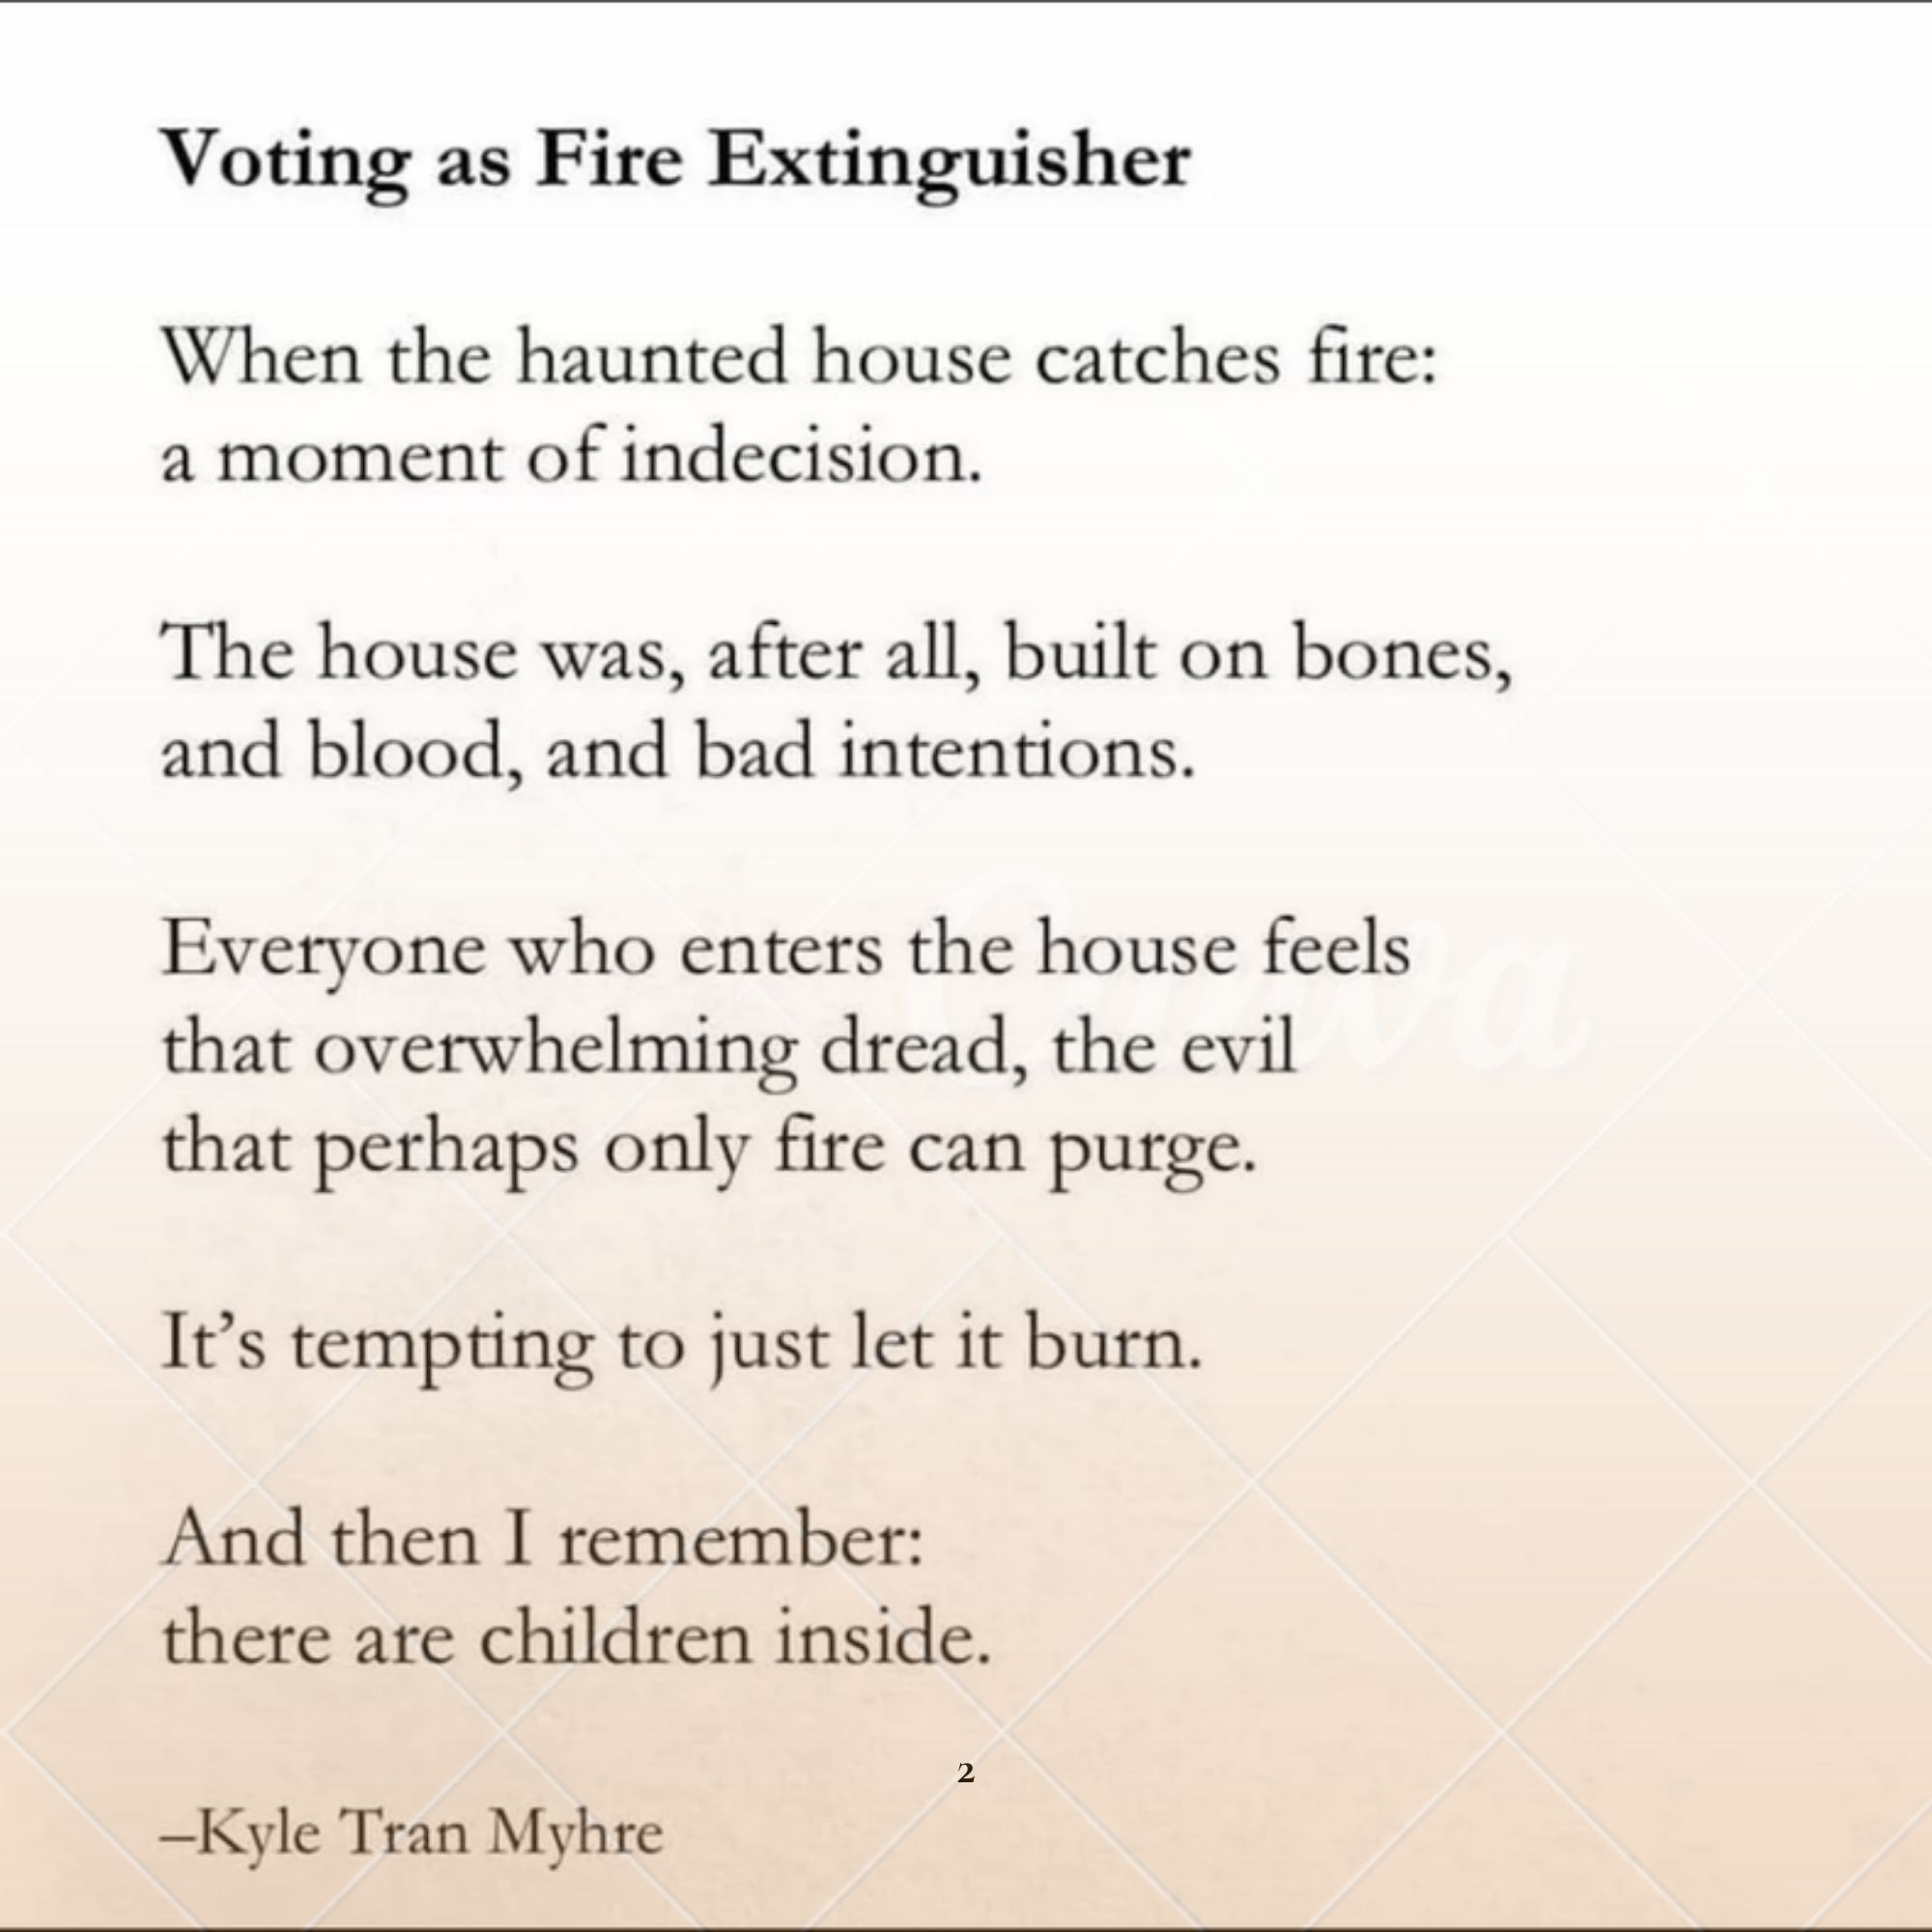 Voting as Fire Extinguisher
When the haunted house catches fire:
a moment of indecision.
The house was, after all, built on bones,
and blood, and bad intentions.
Everyone who enters the house feels
that overwhelming dread, the evil
that perhaps only fire can purge.
It’s tempting to just let it burn.
And then I remember:
there are children inside.
2
–Kyle Tran Myhre
Canva